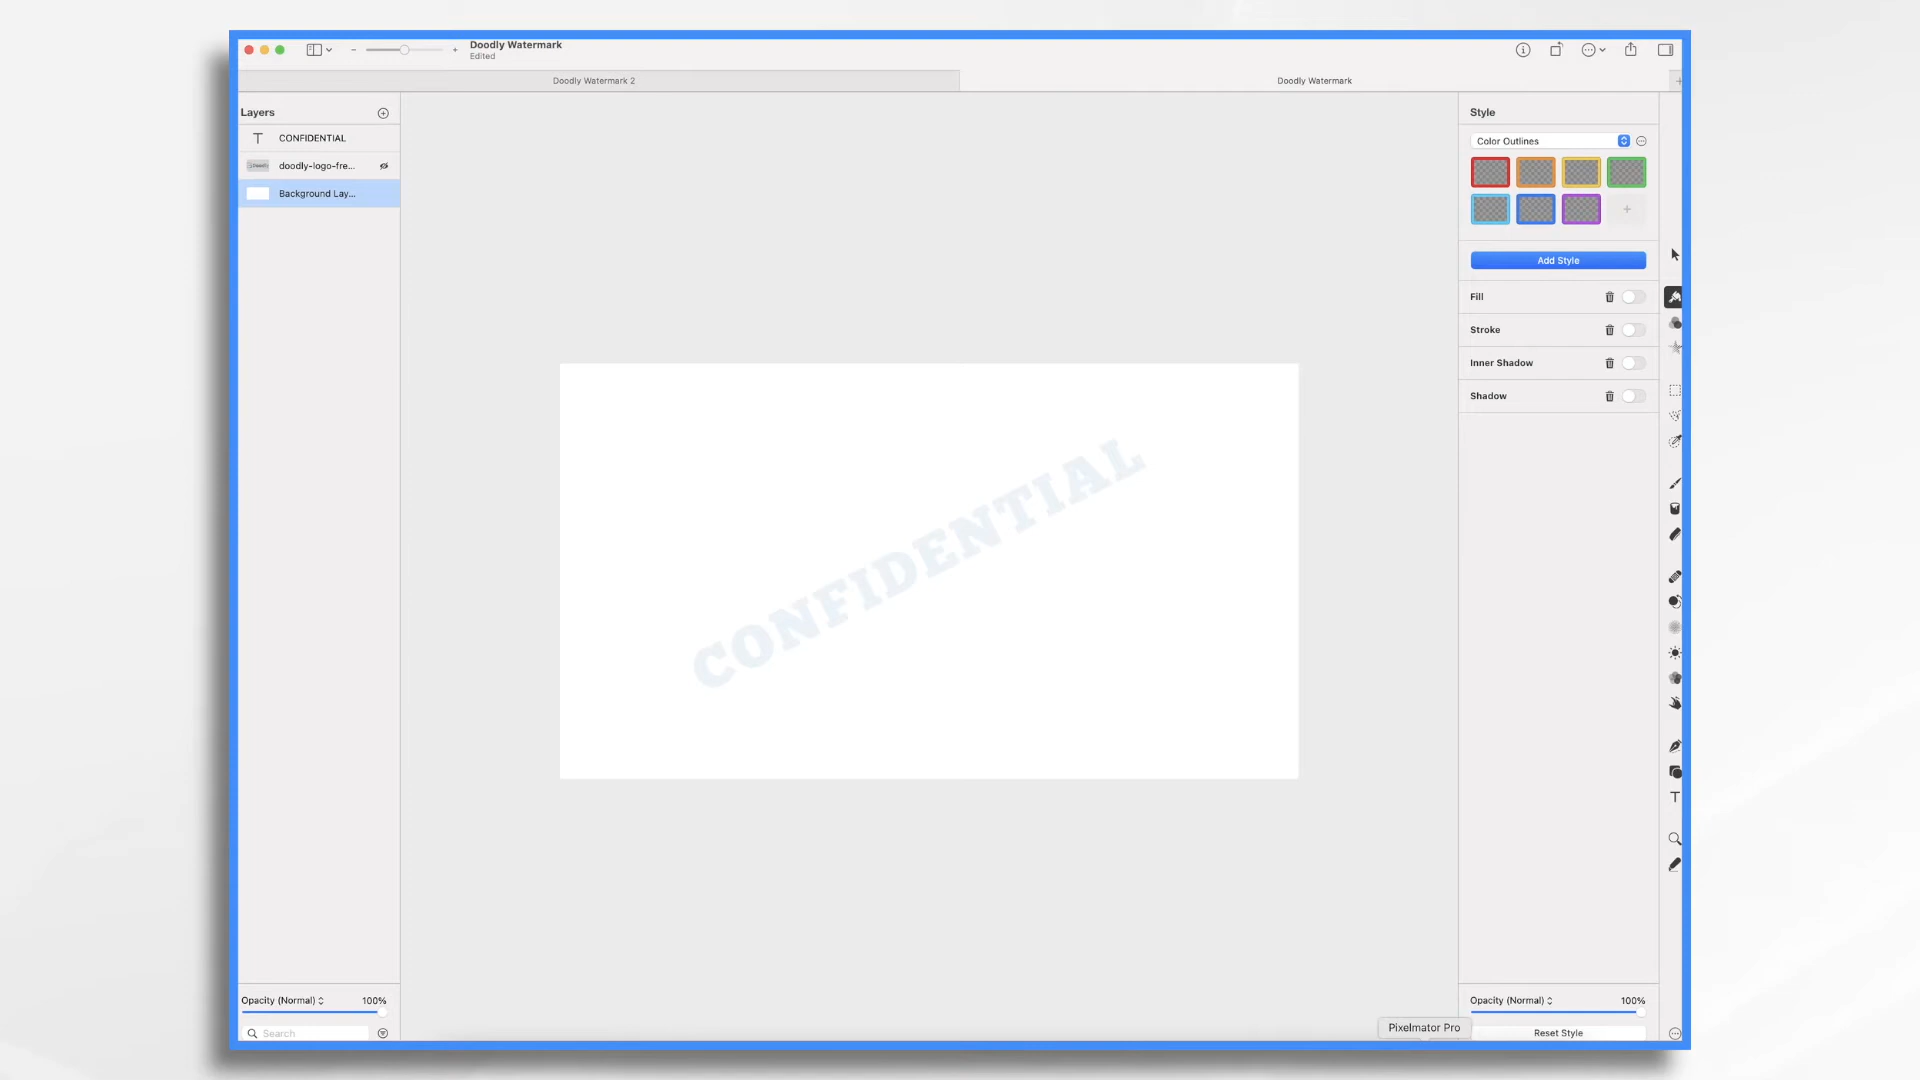 Doodly Watermark
Edited
Doodly Watermark 2
Doodly Watermark
Layers
CONFIDENTIAL
doodly-logo-fre...
Background Lay...
Style
Color Outlines
Add Style
Fill
Stroke
Inner Shadow
Shadow
CONFIDENTIAL
Opacity (Normal)
100%
Search
Opacity (Normal)
100%
Pixelmator Pro
Reset Style